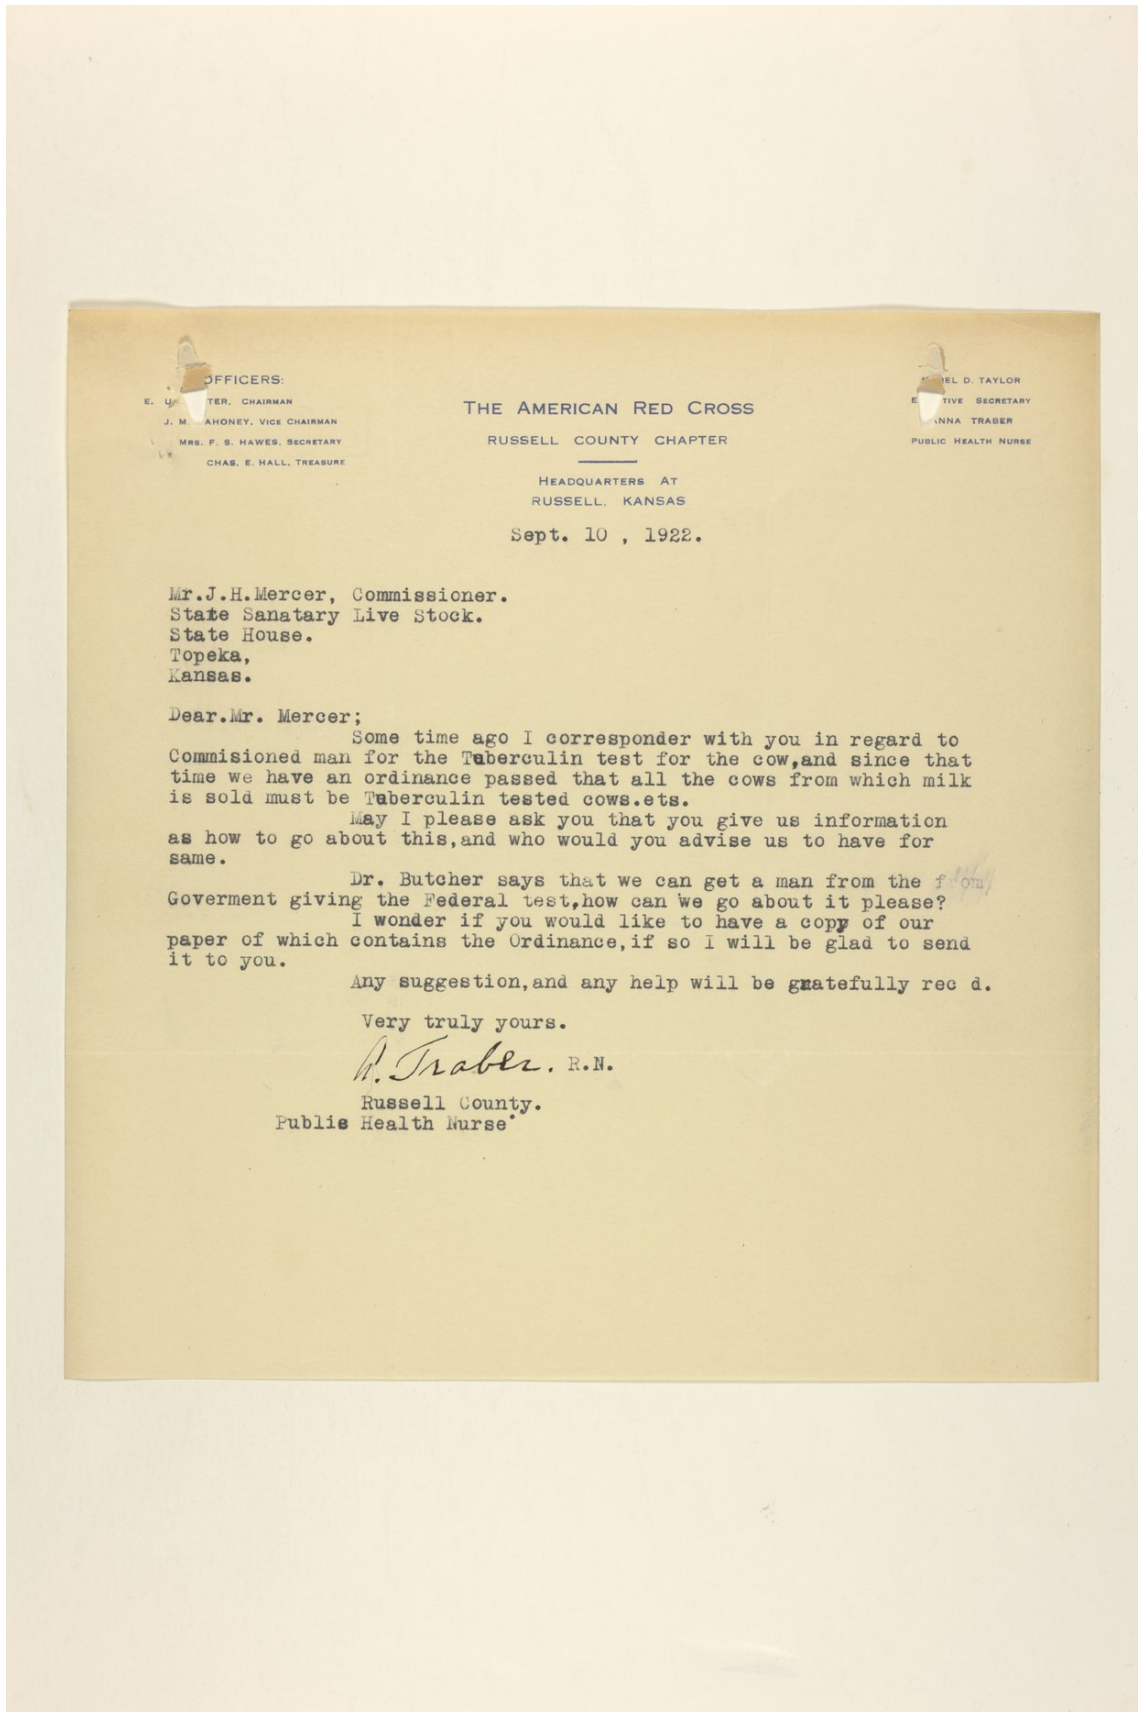 OFFICERS:
E. U. TER, CHAIRMAN
J. M. MAHONEY, VICE CHAIRMAN
MRS. F. S. HAWES, SECRETARY
CHAS. E. HALL, TREASURE
THE AMERICAN RED CROSS
RUSSELL COUNTY CHAPTER
HEADQUARTERS AT
RUSSELL, KANSAS
D. TAYLOR
SECRETARY
ANNA TRABER
PUBLIC HEALTH NURSE
Sept. 10 , 1922.
Mr.J.H.Mercer, Commissioner.
State Sanatary Live Stock.
State House.
Topeka,
Kansas.
Dear.Mr. Mercer;
Some time ago I corresponder with you in regard to
Commisioned man for the Tuberculin test for the cow,and since that
time we have an ordinance passed that all the cows from which milk
is sold must be Tuberculin tested cows.ets.
May I please ask you that you give us information
as how to go about this,and who would you advise us to have for
same.
Dr. Butcher says that we can get a man from the
Goverment giving the Federal test,how can we go about it please?
I wonder if you would like to have a copy of our
paper of which contains the Ordinance,if so I will be glad to send
it to you.
Any suggestion,and any help will be gratefully rec d.
Very truly yours.
A. Traber. R.N.
Russell County.
Public Health Nurse.